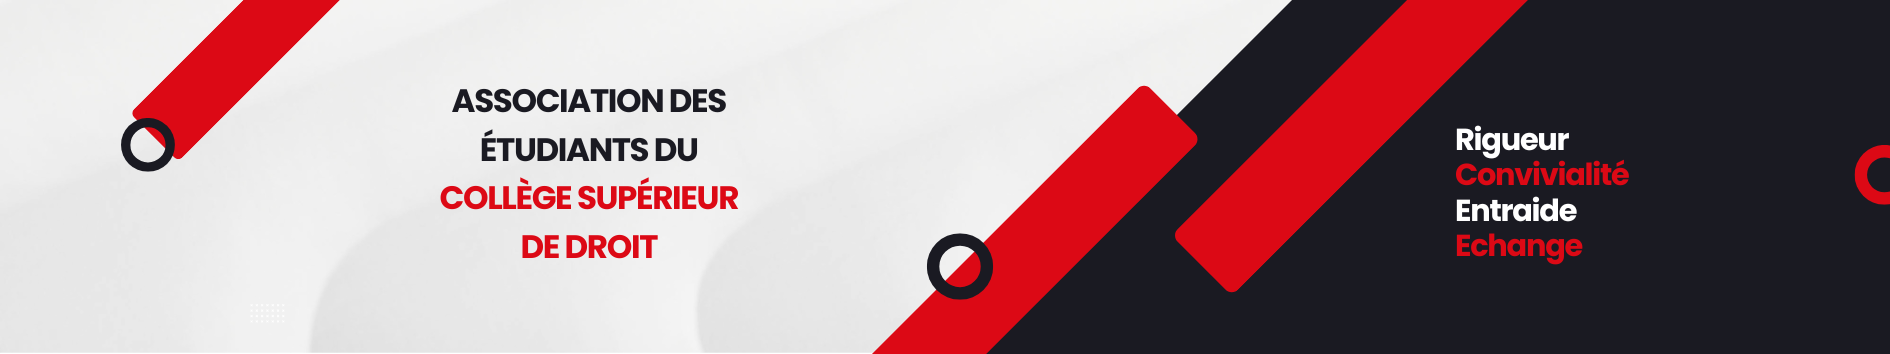 ASSOCIATION DES
ÉTUDIANTS DU
COLLÈGE SUPÉRIEUR
DE DROIT
Rigueur
Convivialité
Entraide
Echange